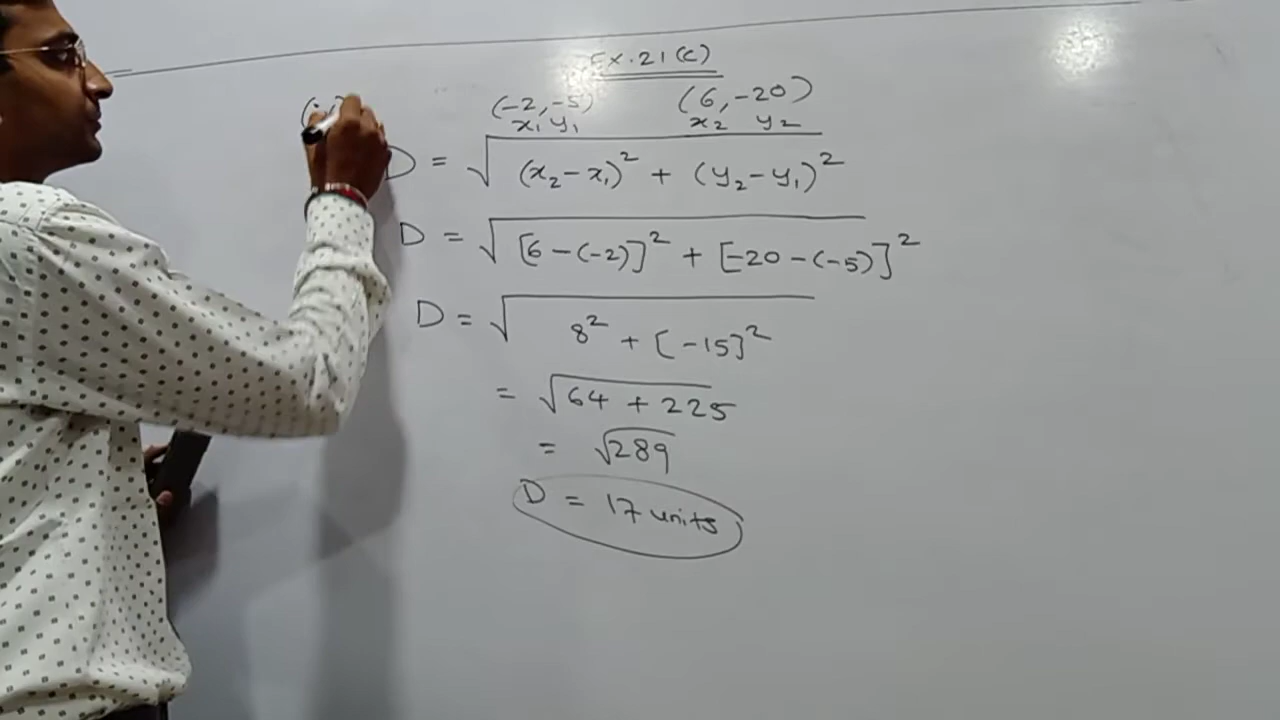 Ex.21(c)
(-2,-5) (6,-20)
x₁ y₁ x₂ y₂
D = √(x₂-x₁)² + (y₂-y₁)²
D = √[6-(-2)]² + [-20-(-5)]²
D = √8² + [-15]²
= √64 + 225
= √289
D = 17 units